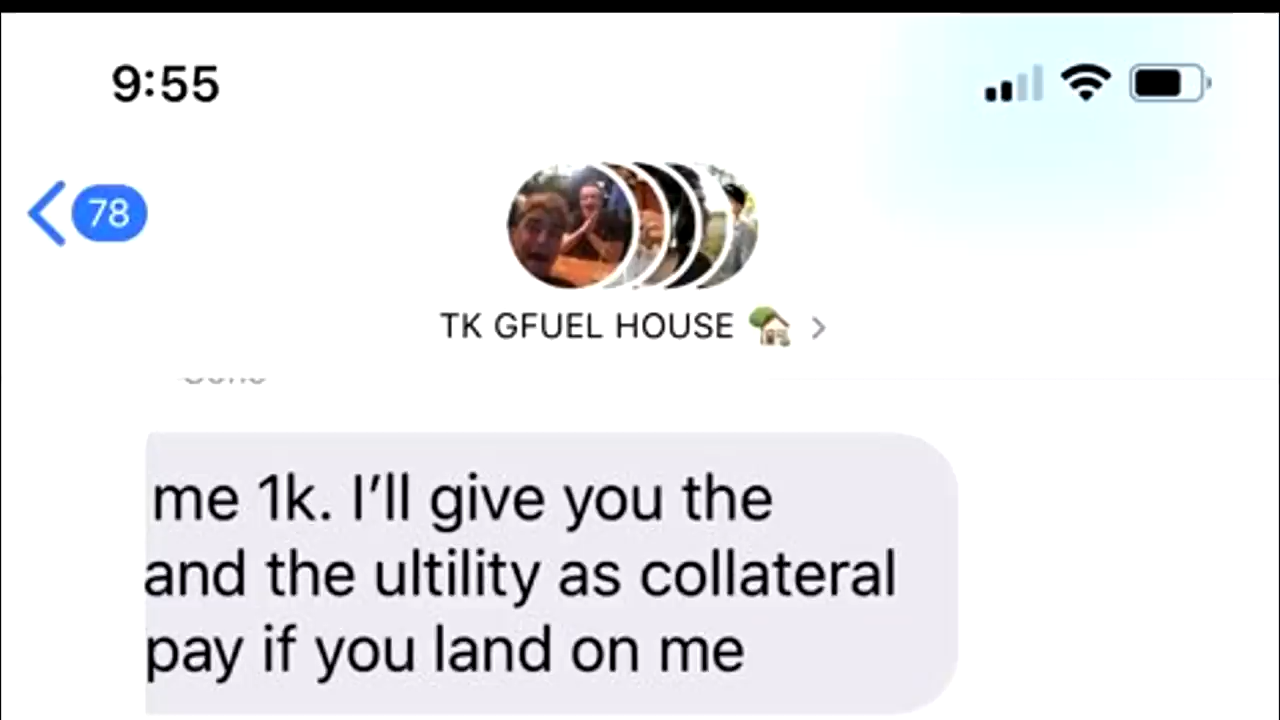 9:55
78
TK GFUEL HOUSE 🏡
me 1k. I’ll give you the
and the ultility as collateral
pay if you land on me